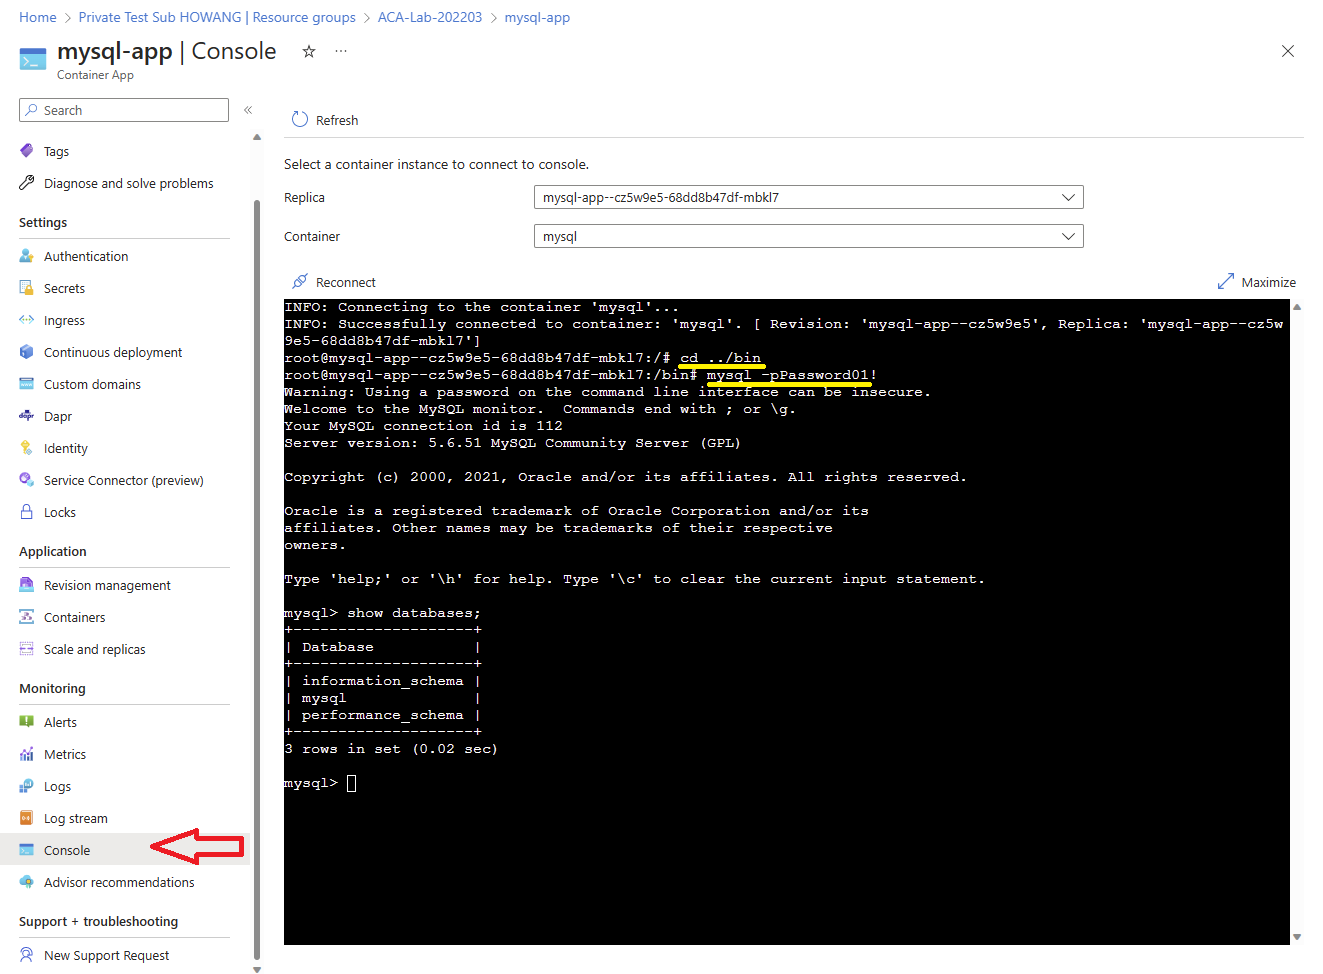 Home > Private Test Sub HOWANG | Resource groups > ACA-Lab-202203 > mysql-app
mysql-app | Console
Container App
Search
Tags
Diagnose and solve problems
Settings
Authentication
Secrets
Ingress
Continuous deployment
Custom domains
Dapr
Identity
Service Connector (preview)
Locks
Application
Revision management
Containers
Scale and replicas
Monitoring
Alerts
Metrics
Logs
Log stream
Console
Advisor recommendations
Support + troubleshooting
New Support Request
Refresh
Select a container instance to connect to console.
Replica
mysql-app--cz5w9e5-68dd8b47df-mbkl7
Container
mysql
Reconnect
Maximize
INFO: Connecting to the container 'mysql'...
INFO: Successfully connected to container: 'mysql'. [ Revision: 'mysql-app--cz5w9e5', Replica: 'mysql-app--cz5w
9e5-68dd8b47df-mbkl7']
root@mysql-app--cz5w9e5-68dd8b47df-mbkl7:/# cd ../bin
root@mysql-app--cz5w9e5-68dd8b47df-mbkl7:/bin# mysql -pPassword01!
Warning: Using a password on the command line interface can be insecure.
Welcome to the MySQL monitor.  Commands end with ; or \g.
Your MySQL connection id is 112
Server version: 5.6.51 MySQL Community Server (GPL)
Copyright (c) 2000, 2021, Oracle and/or its affiliates. All rights reserved.
Oracle is a registered trademark of Oracle Corporation and/or its
affiliates. Other names may be trademarks of their respective
owners.
Type 'help;' or '\h' for help. Type '\c' to clear the current input statement.
mysql> show databases;
+--------------------+
| Database           |
+--------------------+
| information_schema |
| mysql              |
| performance_schema |
+--------------------+
3 rows in set (0.02 sec)
mysql>